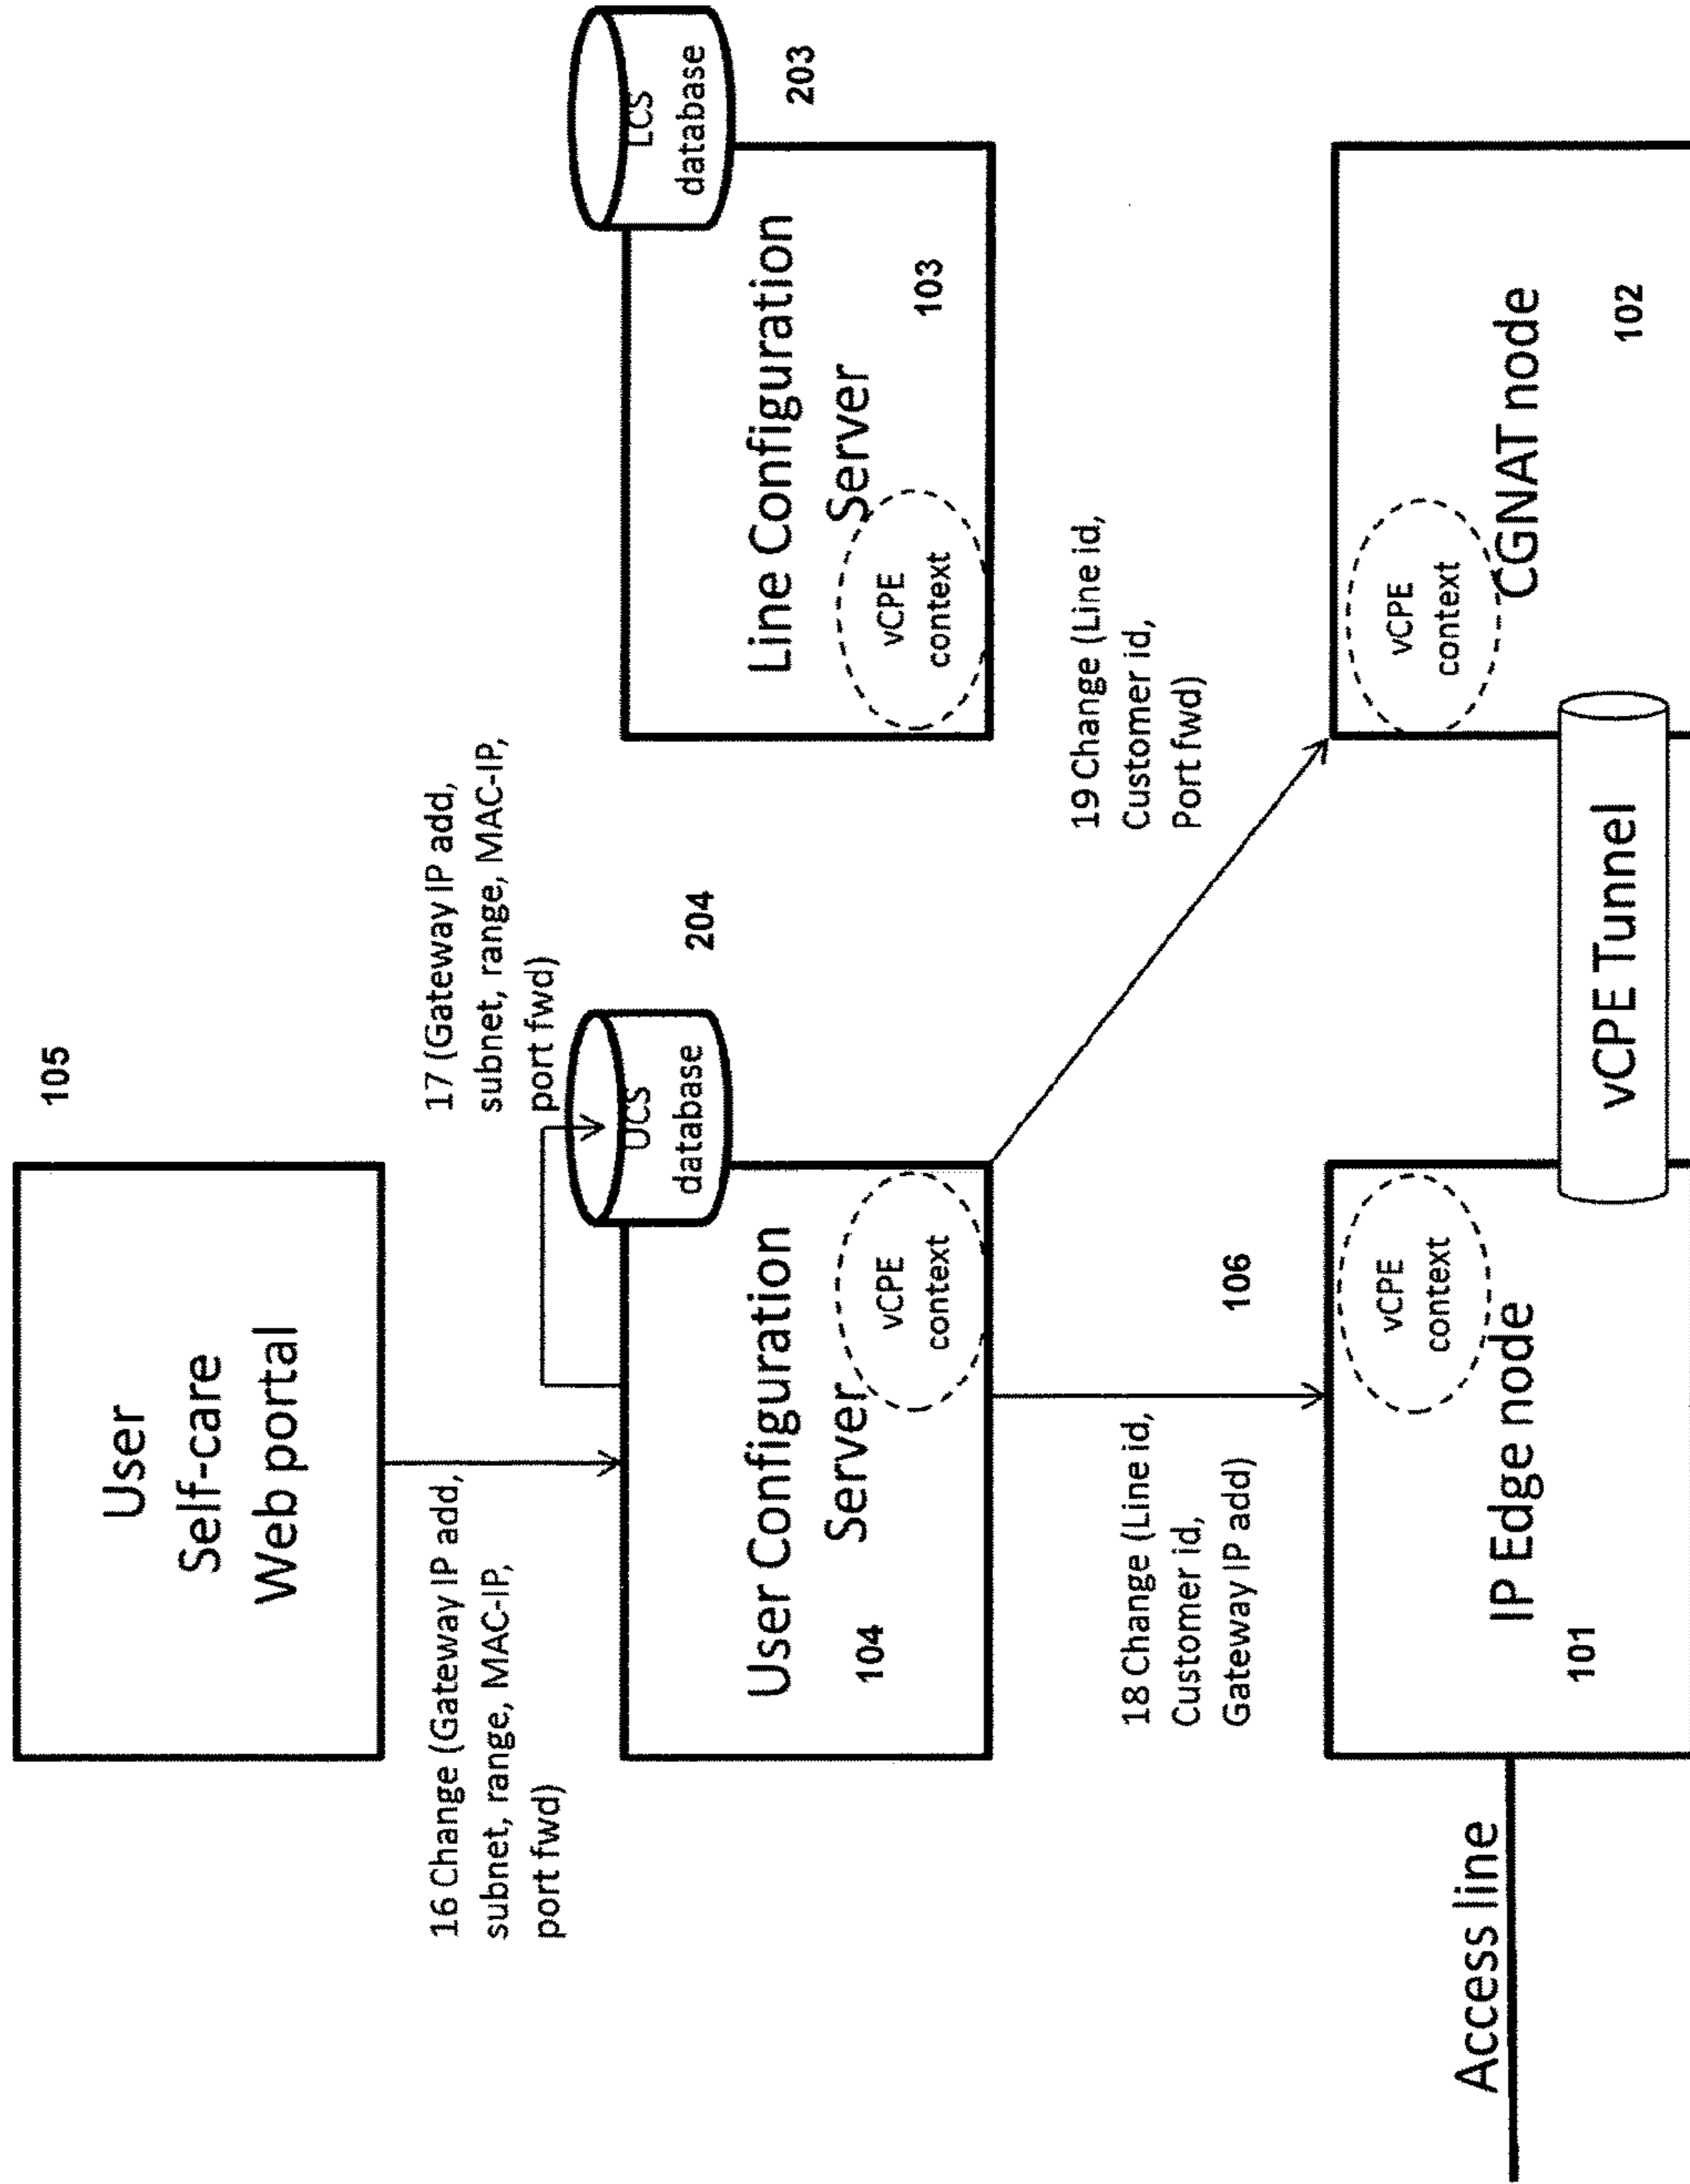 105
User
Self-care
Web portal
16 Change (Gateway IP add,
subnet, range, MAC-IP,
port fwd)
17 (Gateway IP add,
subnet, range, MAC-IP,
port fwd)
UCS
database
204
LCS
database
203
User Configuration
Server
104
vCPE
context
Line Configuration
Server
103
vCPE
context
18 Change (Line id,
Customer id,
Gateway IP add)
106
19 Change (Line id,
Customer id,
Port fwd)
Access line
vCPE
context
IP Edge node
101
vCPE Tunnel
vCPE
context
CGNAT node
102